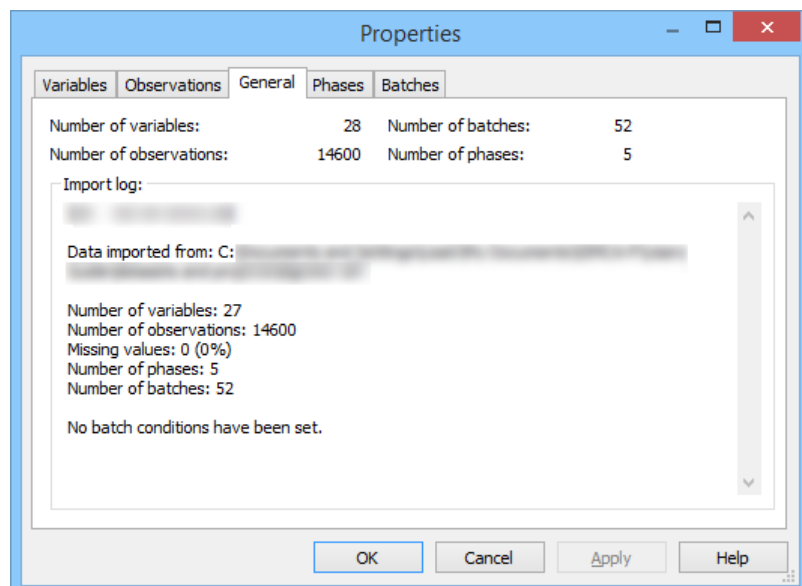 Properties
Variables Observations General Phases Batches
Number of variables: 28 Number of batches: 52
Number of observations: 14600 Number of phases: 5
Import log:
Data imported from: C:
Number of variables: 27
Number of observations: 14600
Missing values: 0 (0%)
Number of phases: 5
Number of batches: 52
No batch conditions have been set.
OK Cancel Apply Help